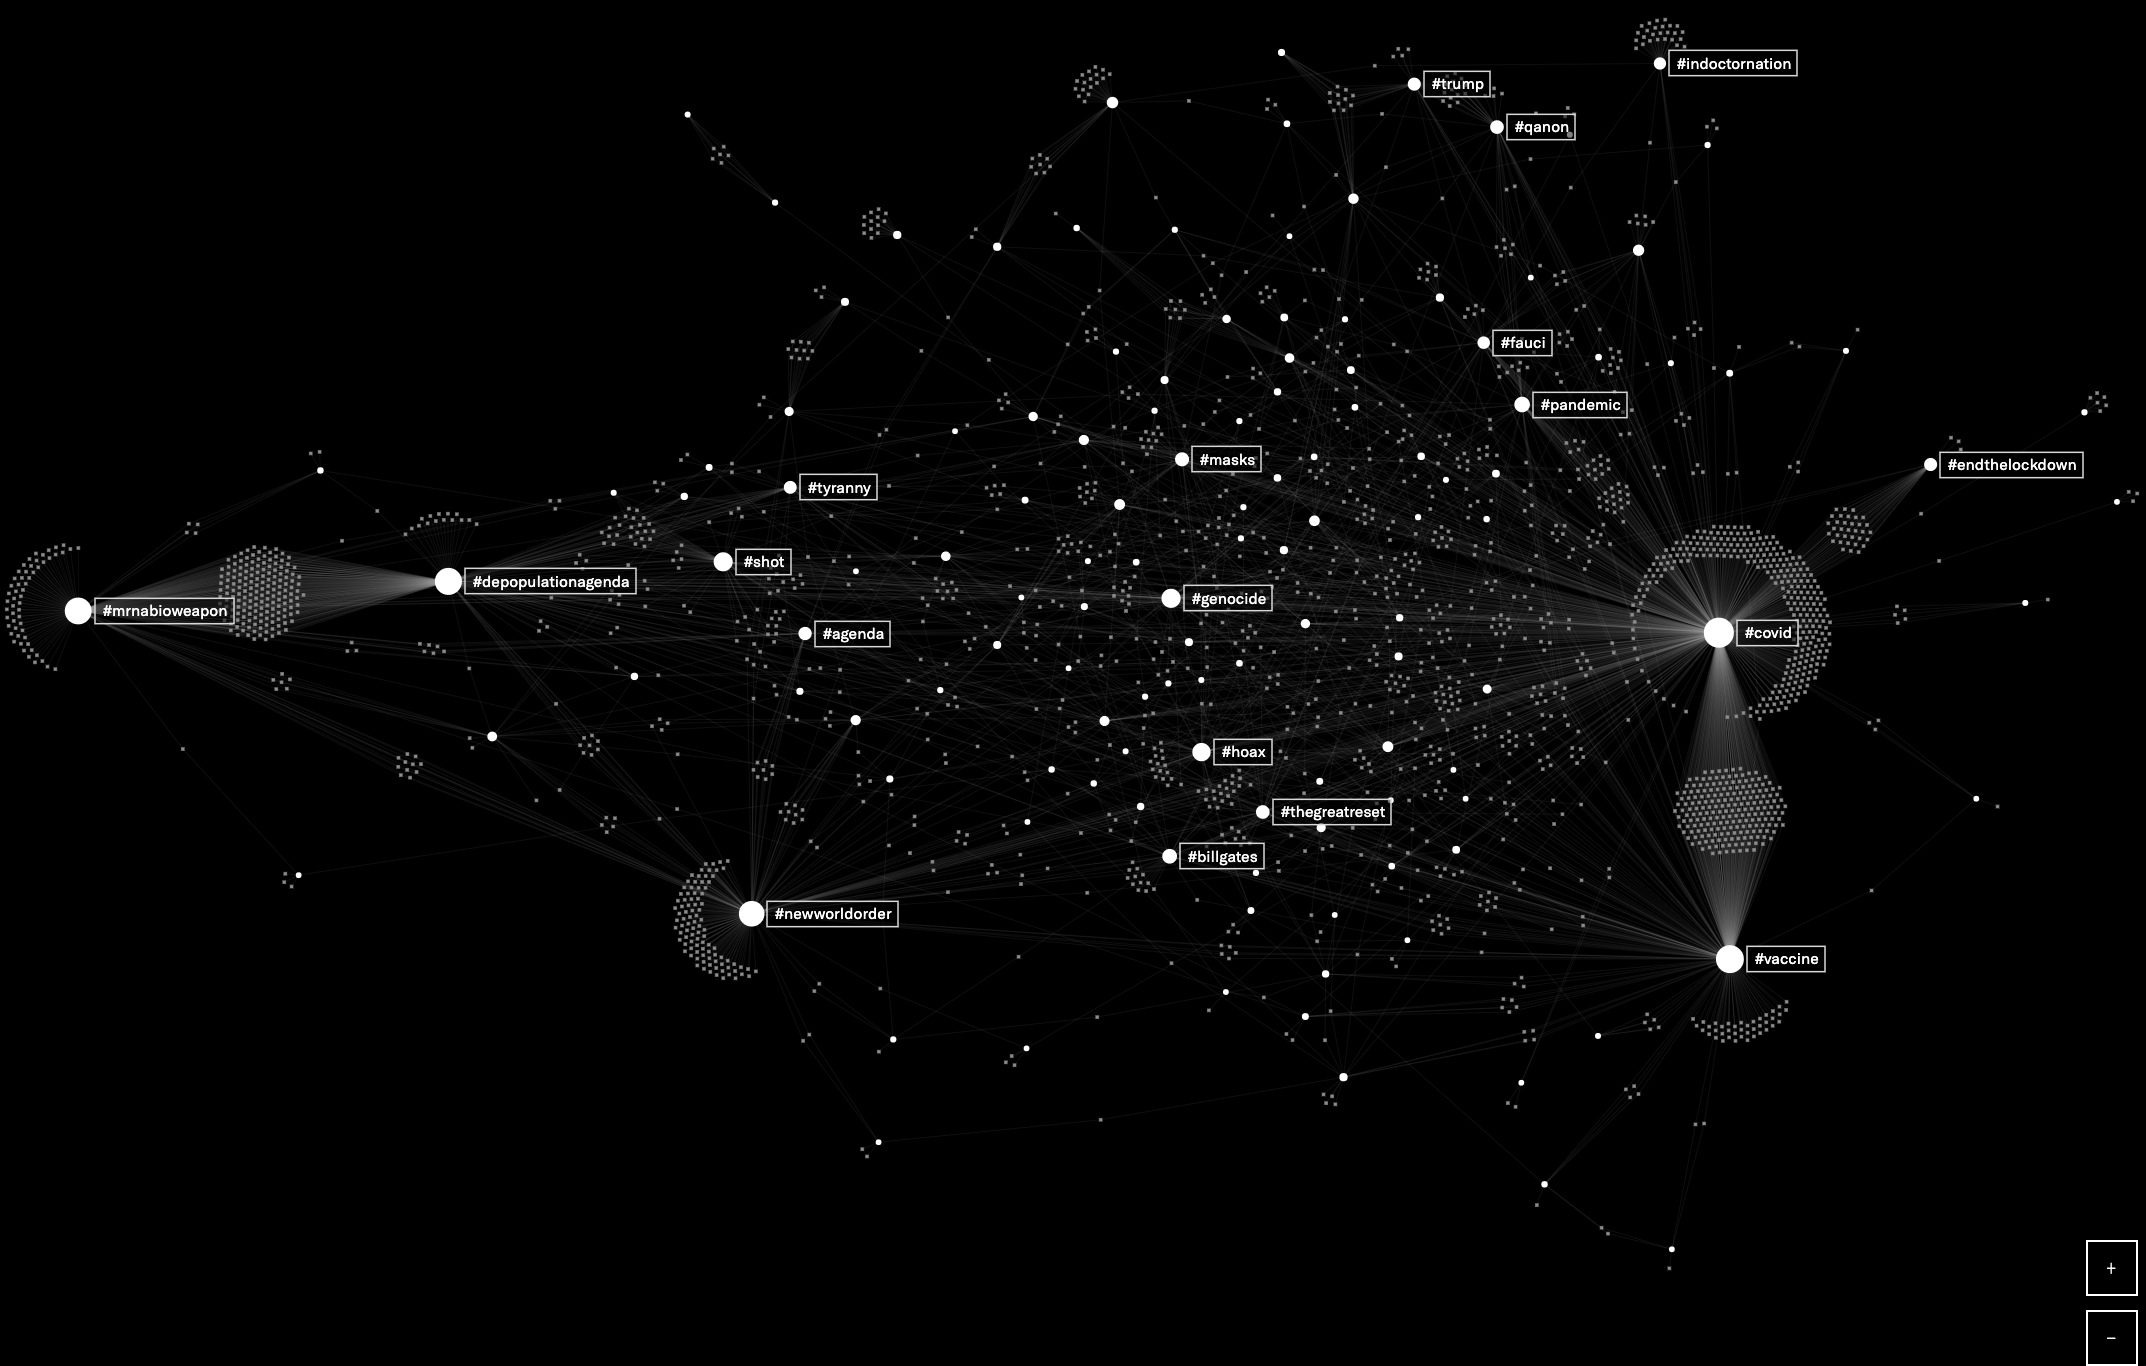 #indoctornation
#trump
#qanon
#fauci
#pandemic
#masks
#endthelockdown
#tyranny
#shot
#depopulationagenda
#genocide
#mrnabioweapon
#agenda
#covid
#hoax
#thegreatreset
#billgates
#newworldorder
#vaccine
+
−